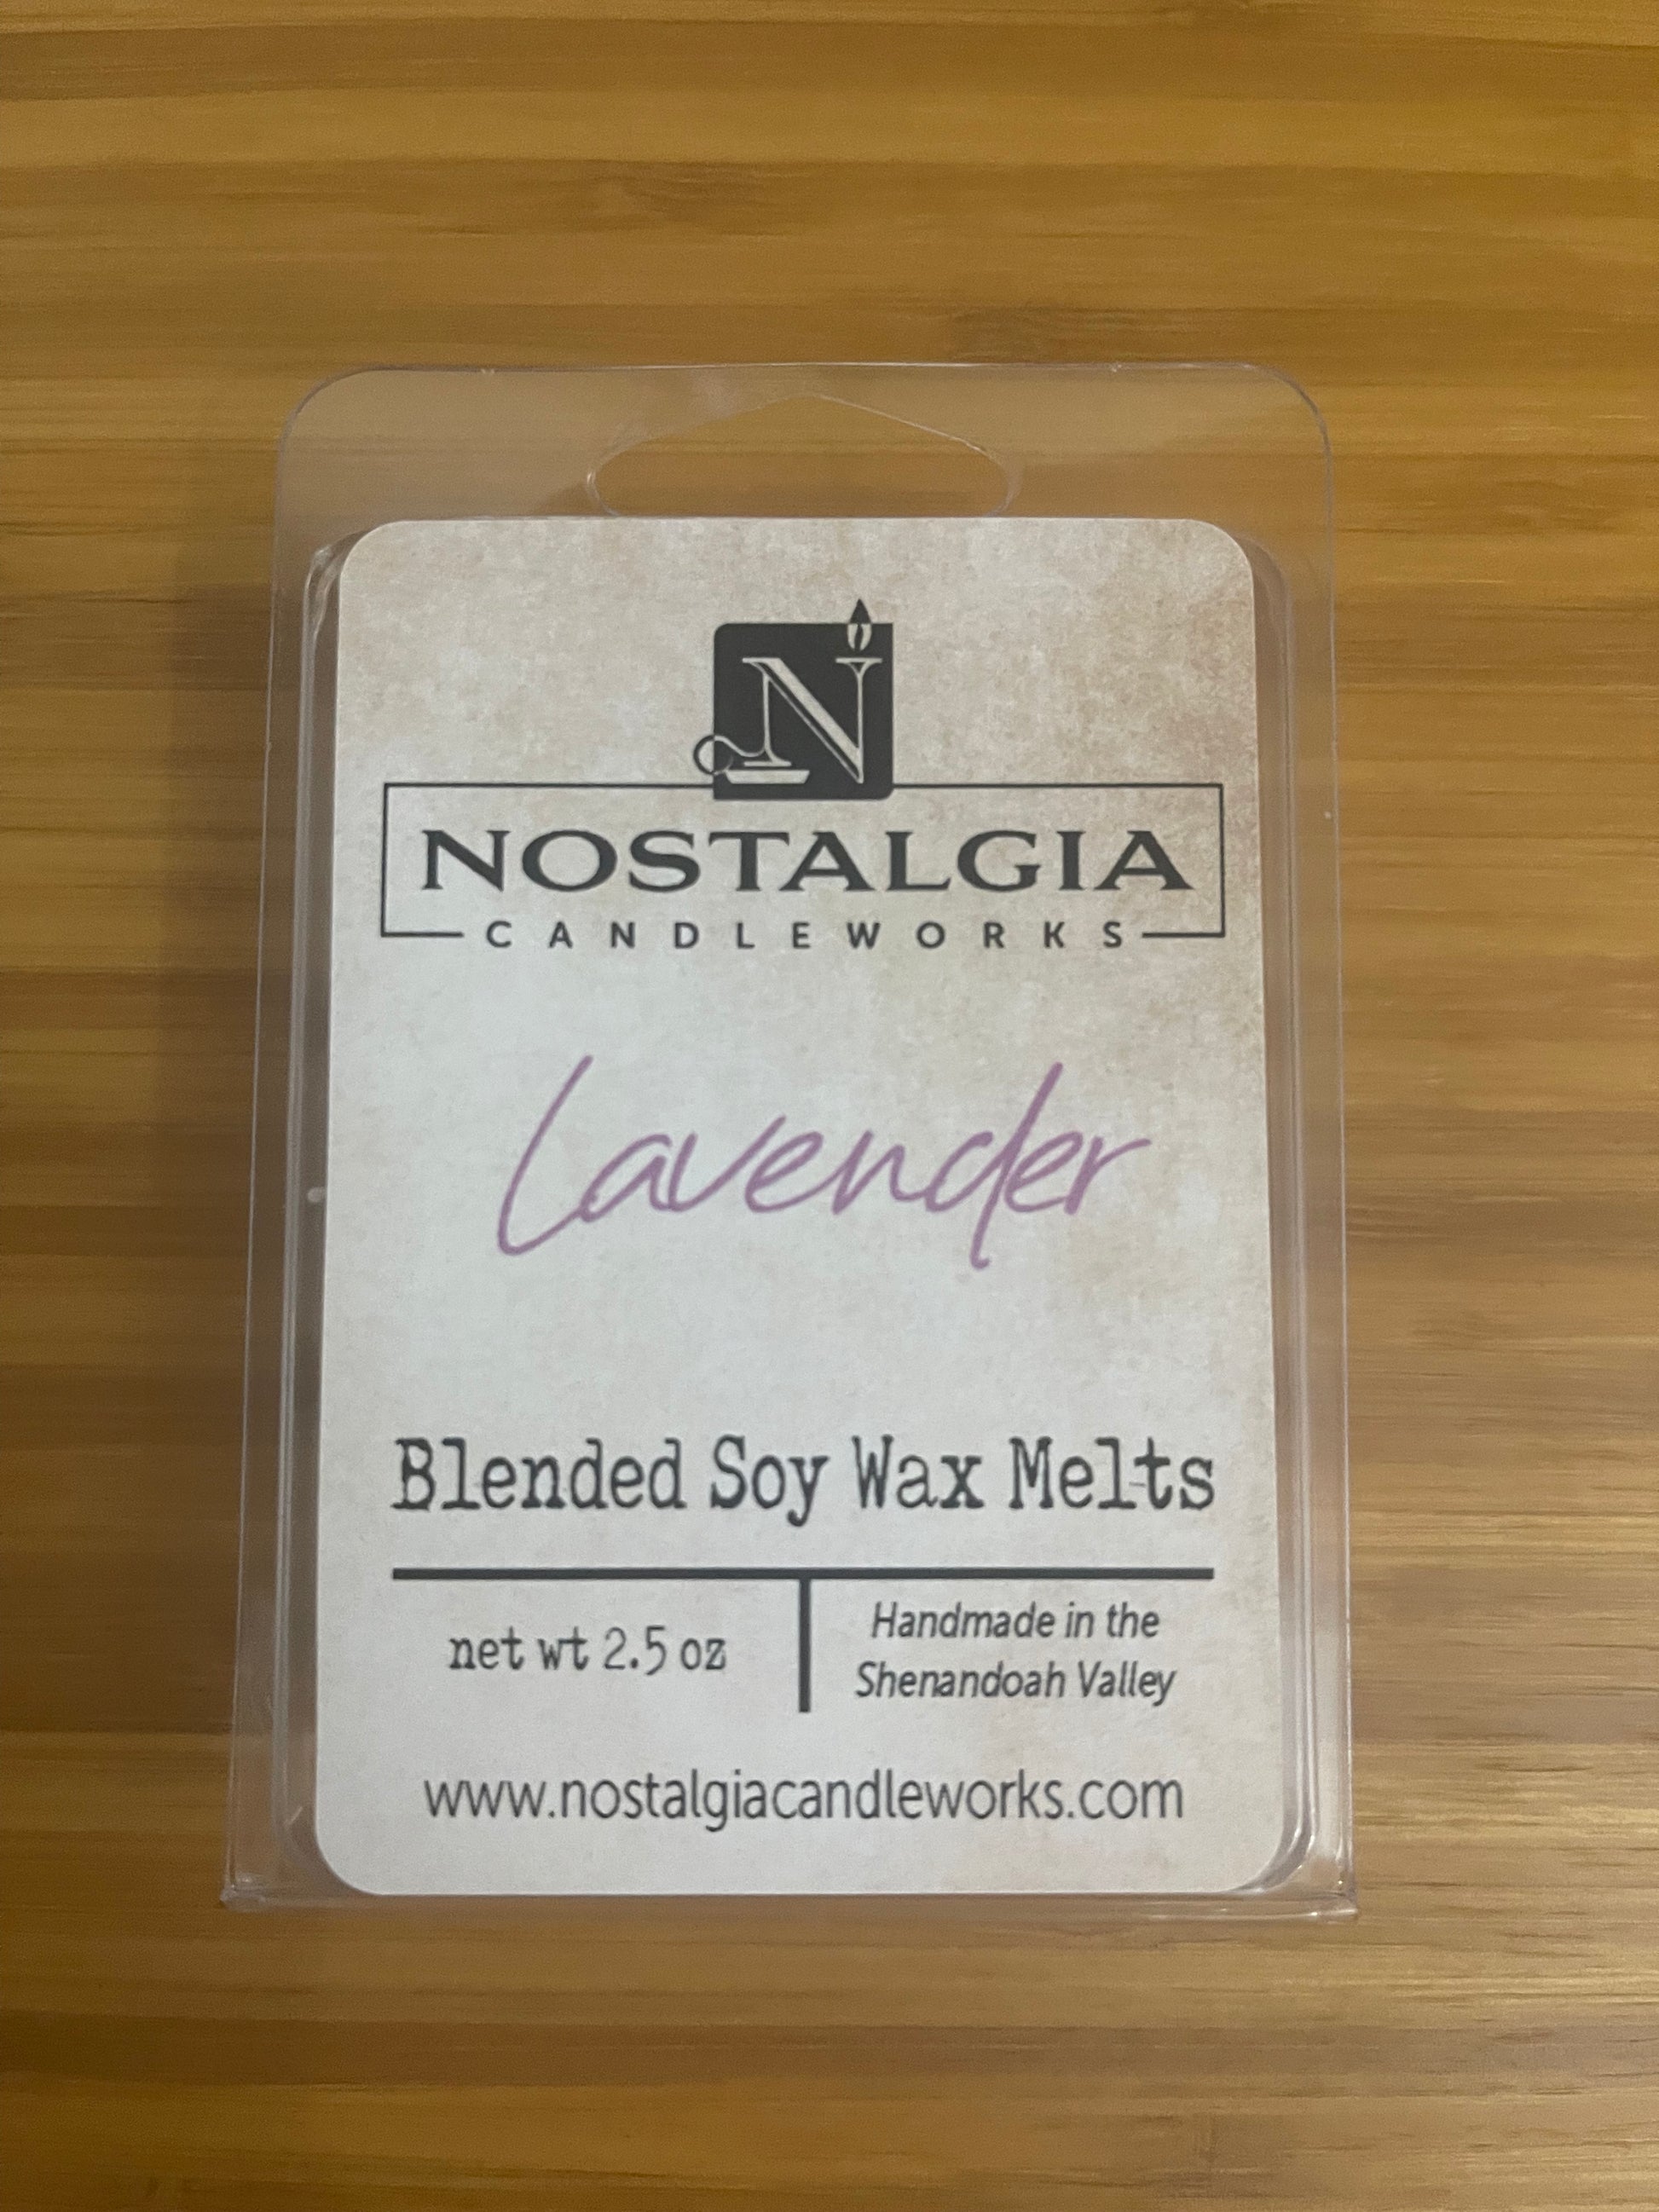 N
NOSTALGIA
CANDLEWORKS
Lavender
Blended Soy Wax Melts
net wt 2.5 oz
Handmade in the
Shenandoah Valley
www.nostalgiacandleworks.com